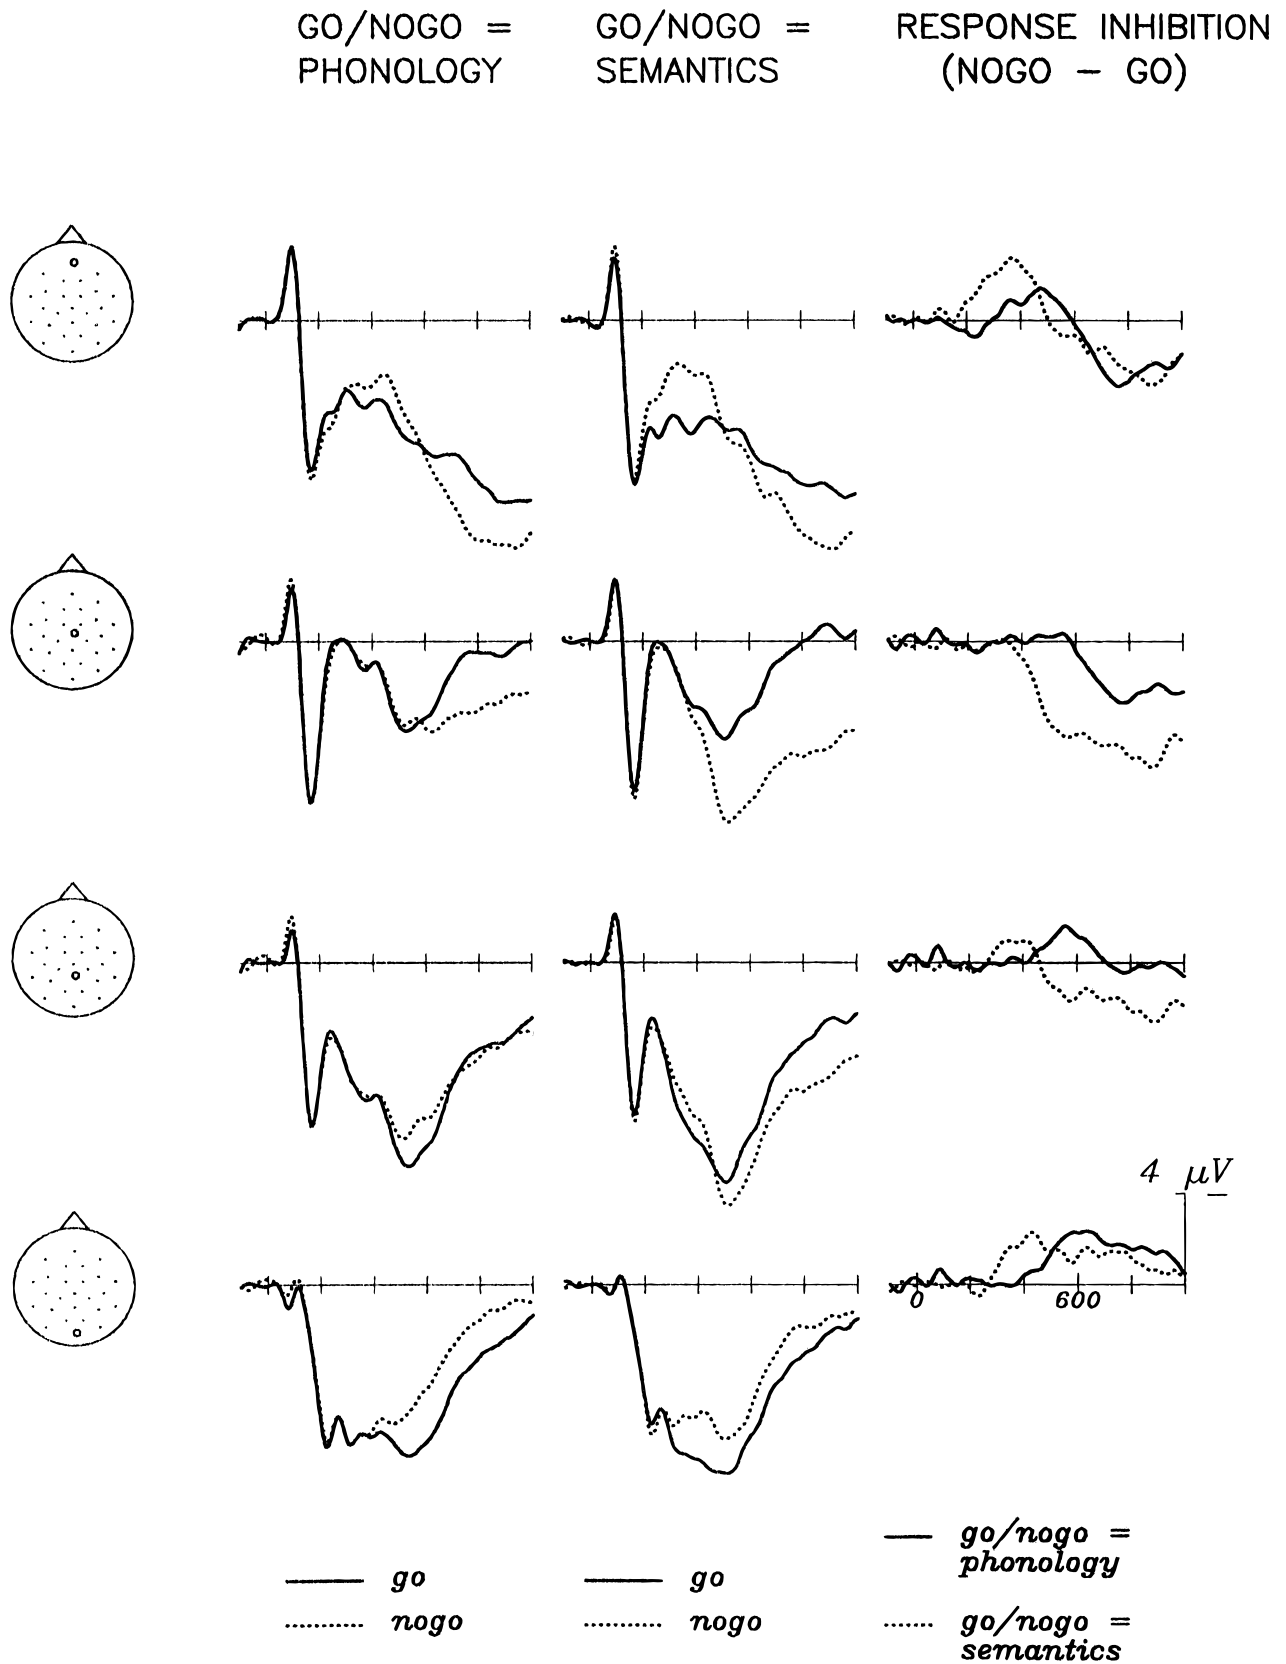 GO/NOGO =
PHONOLOGY
GO/NOGO =
SEMANTICS
RESPONSE INHIBITION
(NOGO - GO)
4 μV
0
600
go
nogo
go
nogo
go/nogo =
phonology
go/nogo =
semantics